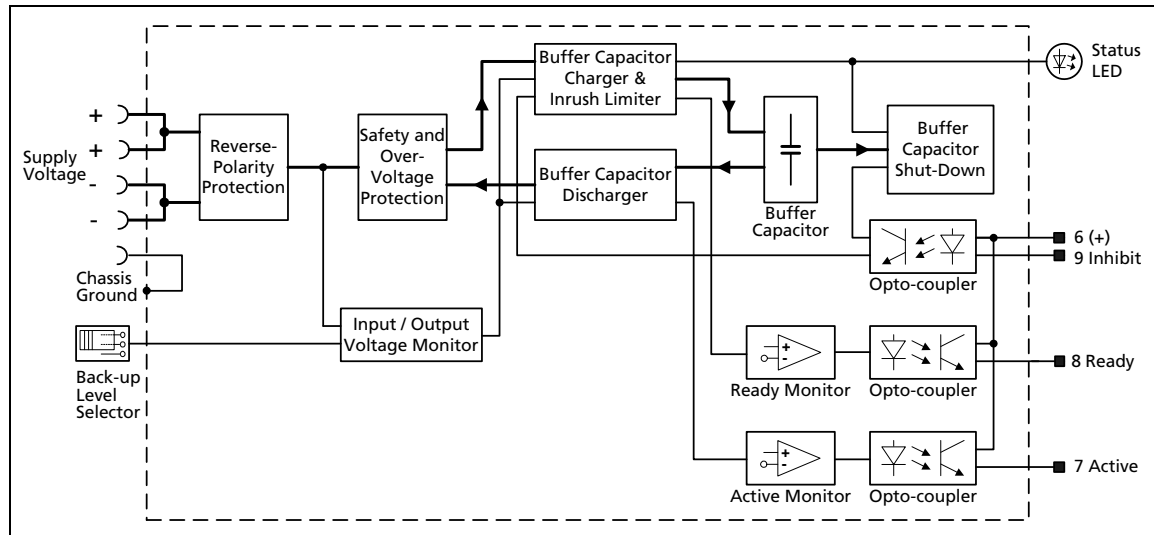 Buffer Capacitor
Charger &
Inrush Limiter
Status
LED
+
+
-
-
Supply
Voltage
Reverse-
Polarity
Protection
Safety and
Over-
Voltage
Protection
Buffer Capacitor
Discharger
Buffer
Capacitor
Buffer
Capacitor
Shut-Down
6 (+)
9 Inhibit
Opto-coupler
Chassis
Ground
Input / Output
Voltage Monitor
Back-up
Level
Selector
+
-
Ready Monitor
Opto-coupler
8 Ready
+
-
Active Monitor
Opto-coupler
7 Active